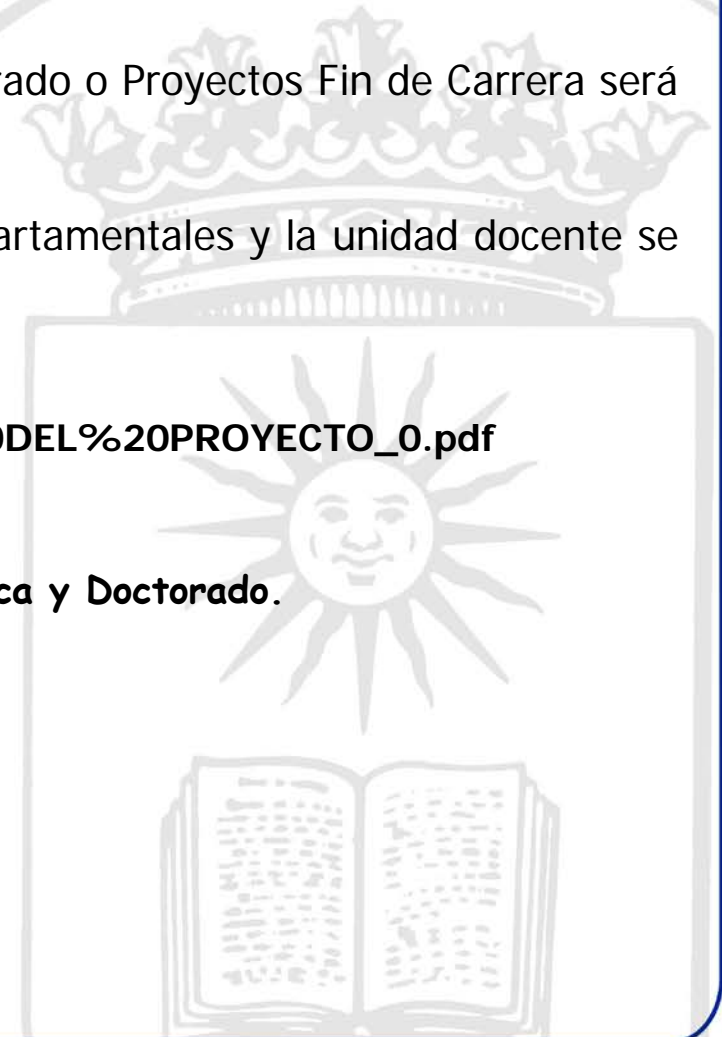 rado o Proyectos Fin de Carrera será
artamentales y la unidad docente se
DEL%20PROYECTO_0.pdf
ca y Doctorado.